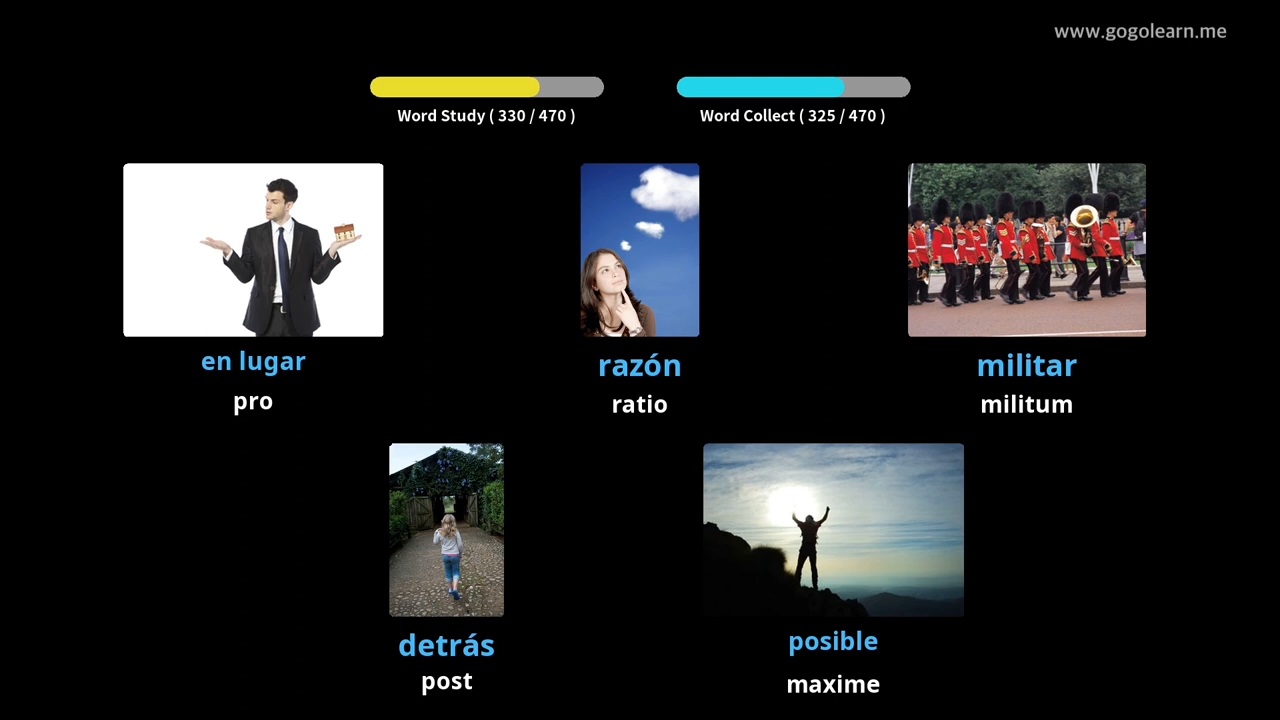 www.gogolearn.me
Word Study ( 330 / 470 )
Word Collect ( 325 / 470 )
en lugar
pro
razón
ratio
militar
militum
detrás
post
posible
maxime